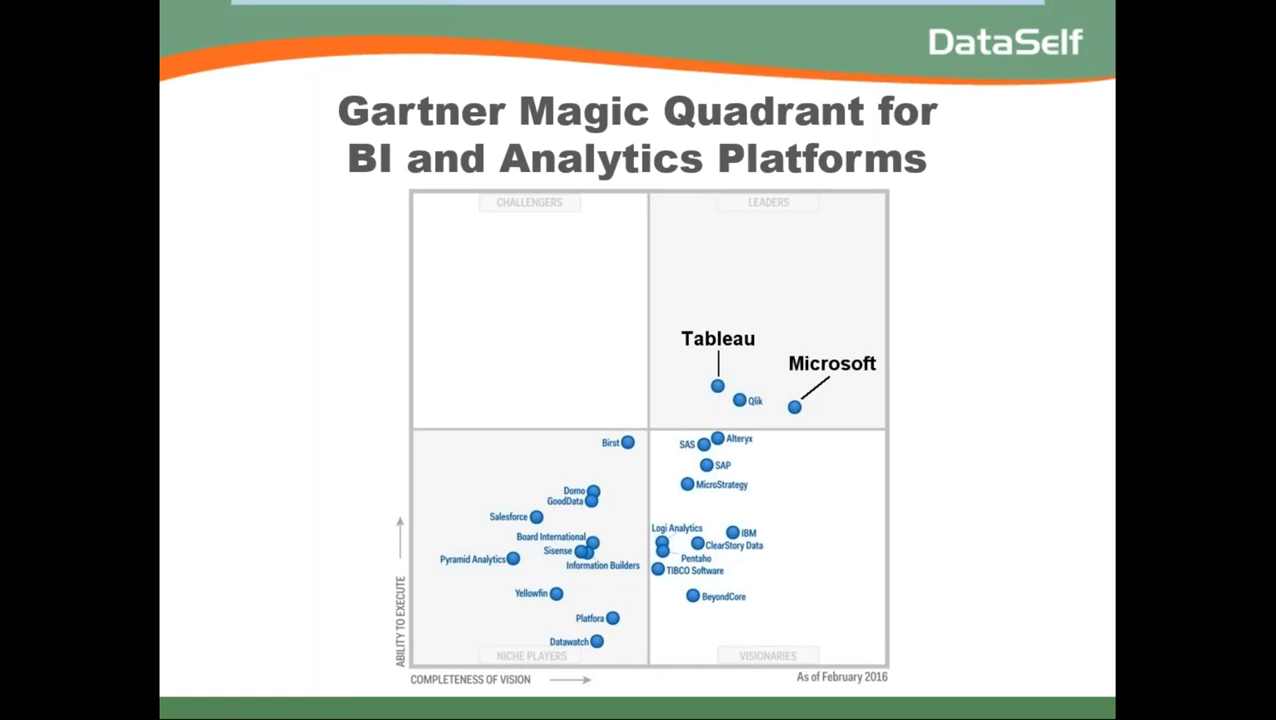 DataSelf
Gartner Magic Quadrant for
BI and Analytics Platforms
CHALLENGERS
LEADERS
Tableau
Microsoft
Qlik
Birst
SAS
Alteryx
SAP
MicroStrategy
Domo
GoodData
Salesforce
Logi Analytics
IBM
Board International
ClearStory Data
Sisense
Pyramid Analytics
Pentaho
Information Builders
TIBCO Software
Yellowfin
BeyondCore
Platfora
Datawatch
NICHE PLAYERS
VISIONARIES
ABILITY TO EXECUTE
COMPLETENESS OF VISION
As of February 2016